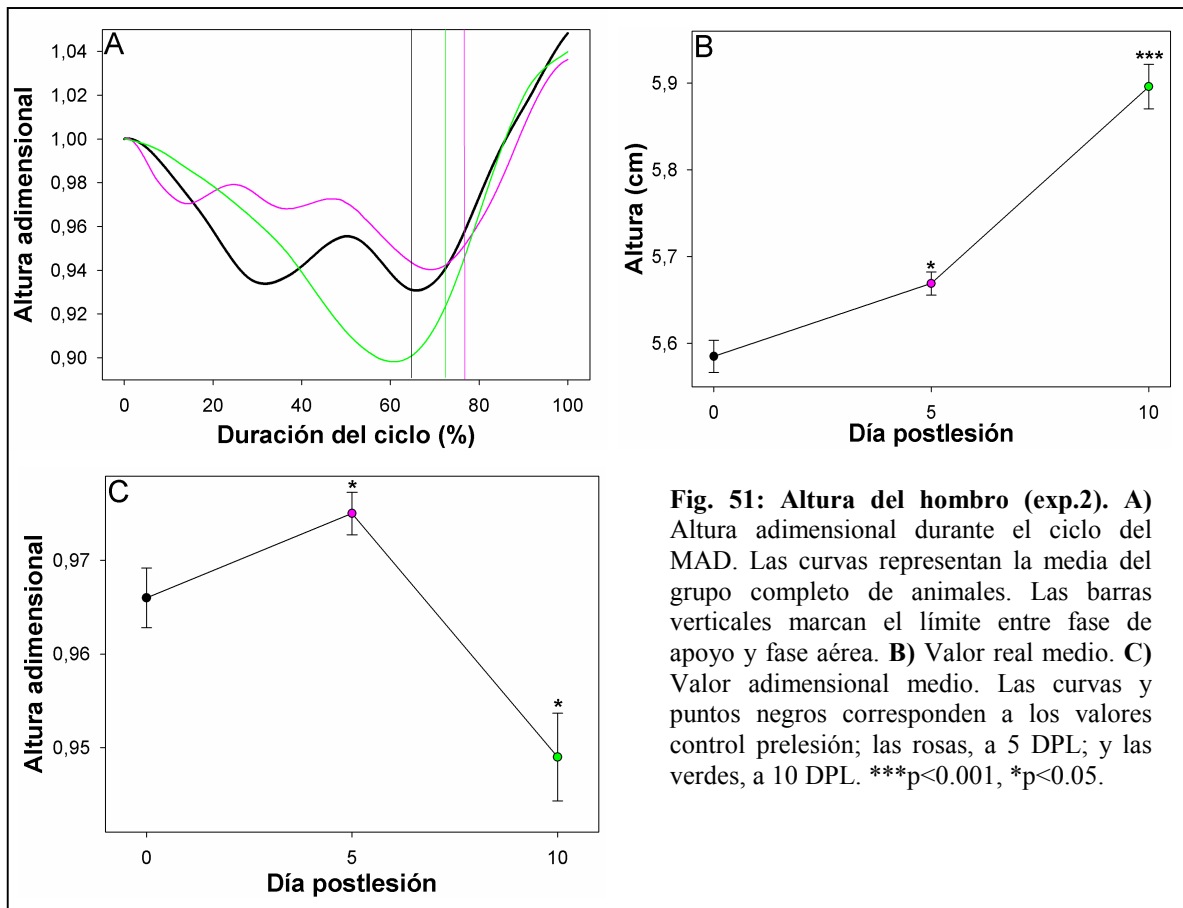 A
1,04
1,02
1,00
0,98
0,96
0,94
0,92
0,90
Altura adimensional
0 20 40 60 80 100
Duración del ciclo (%)
B
5,9
5,8
5,7
5,6
Altura (cm)
*
***
0 5 10
Día postlesión
C
0,97
0,96
0,95
Altura adimensional
*
*
0 5 10
Día postlesión
Fig. 51: Altura del hombro (exp.2). A)
Altura adimensional durante el ciclo del
MAD. Las curvas representan la media del
grupo completo de animales. Las barras
verticales marcan el límite entre fase de
apoyo y fase aérea. B) Valor real medio. C)
Valor adimensional medio. Las curvas y
puntos negros corresponden a los valores
control prelesión; las rosas, a 5 DPL; y las
verdes, a 10 DPL. ***p<0.001, *p<0.05.